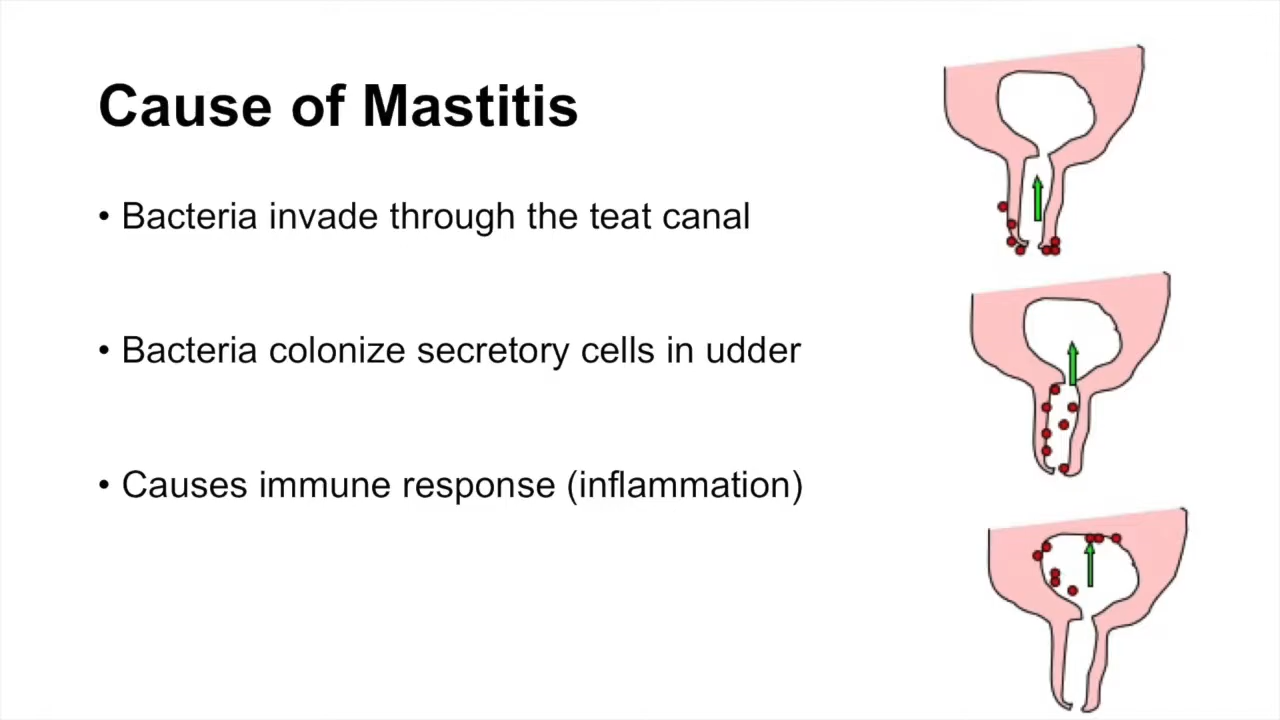 Cause of Mastitis
• Bacteria invade through the teat canal
• Bacteria colonize secretory cells in udder
• Causes immune response (inflammation)